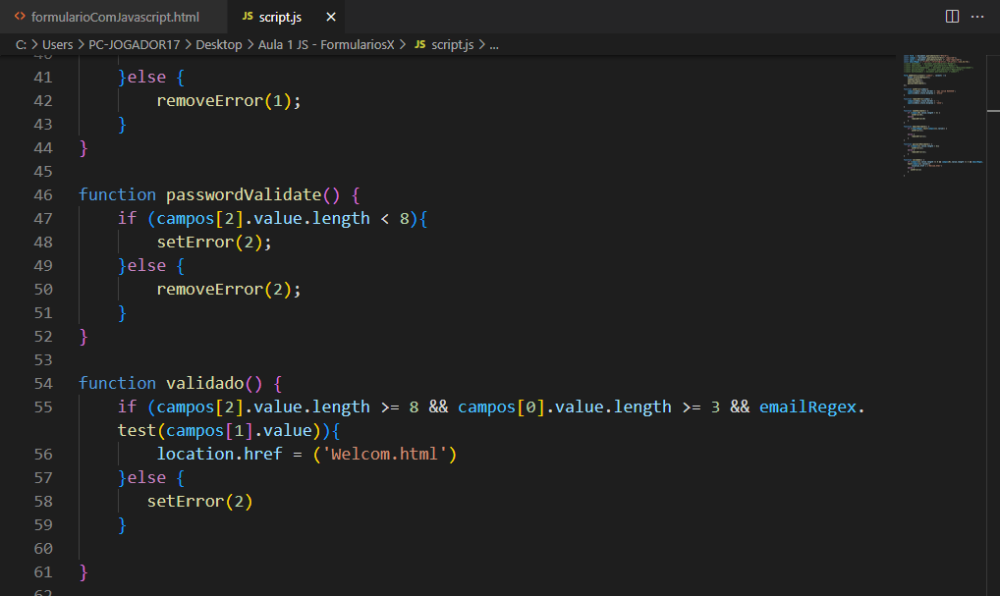 <> formularioComJavascript.html JS script.js ✕ ...
C: > Users > PC-JOGADOR17 > Desktop > Aula 1 JS - FormulariosX > JS script.js > ...
40
41 }else {
42 removeError(1);
43 }
44 }
45
46 function passwordValidate() {
47 if (campos[2].value.length < 8){
48 setError(2);
49 }else {
50 removeError(2);
51 }
52 }
53
54 function validado() {
55 if (campos[2].value.length >= 8 && campos[0].value.length >= 3 && emailRegex.
test(campos[1].value)){
56 location.href = ('Welcom.html')
57 }else {
58 setError(2)
59 }
60
61 }
62